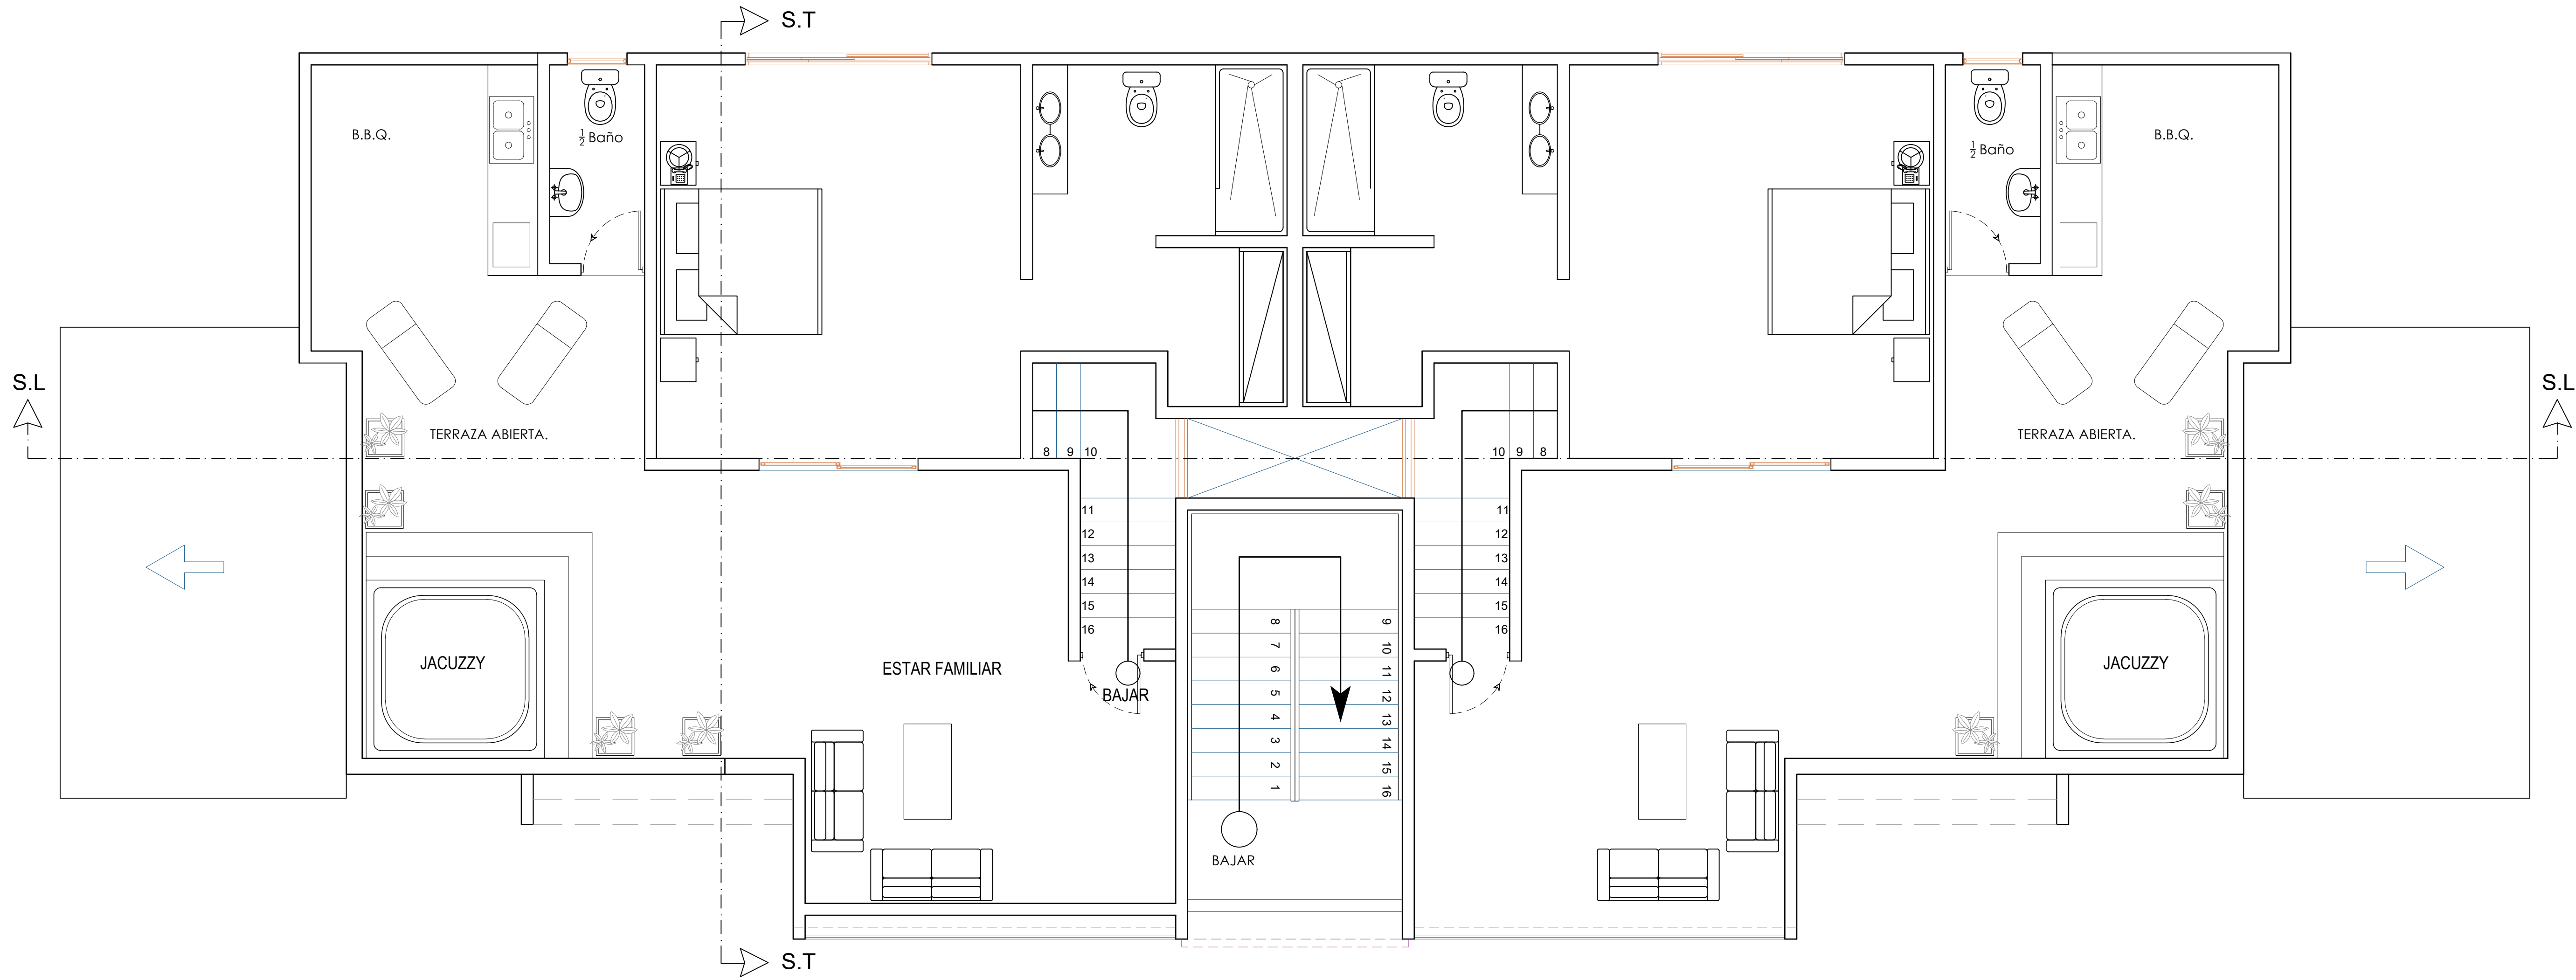 S.T
B.B.Q.
½ Baño
½ Baño
B.B.Q.
S.L
S.L
TERRAZA ABIERTA.
TERRAZA ABIERTA.
8 9 10
10 9 8
11
12
13
14
15
16
11
12
13
14
15
16
JACUZZY
ESTAR FAMILIAR
BAJAR
JACUZZY
8
7
6
5
4
3
2
1
9
10
11
12
13
14
15
16
BAJAR
S.T